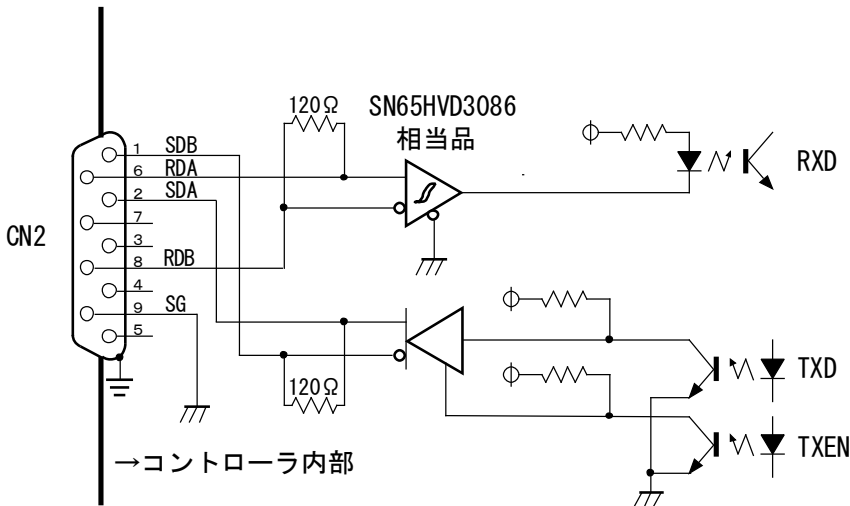 120Ω
SN65HVD3086
相当品
RXD
CN2
1 SDB
6 RDA
2 SDA
7
3
8 RDB
4
9 SG
5
120Ω
TXD
TXEN
→コントローラ内部